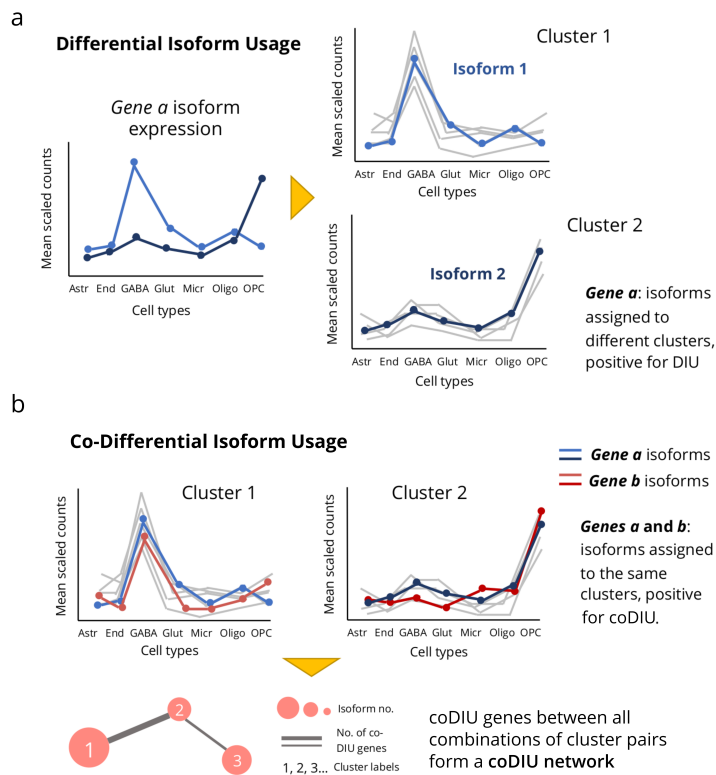 a
Differential Isoform Usage
Gene a isoform
expression
Mean scaled counts
Astr End GABA Glut Micr Oligo OPC
Cell types
Cluster 1
Isoform 1
Mean scaled counts
Astr End GABA Glut Micr Oligo OPC
Cell types
Cluster 2
Isoform 2
Mean scaled counts
Astr End GABA Glut Micr Oligo OPC
Cell types
Gene a: isoforms
assigned to
different clusters,
positive for DIU
b
Co-Differential Isoform Usage
Cluster 1
Mean scaled counts
Astr End GABA Glut Micr Oligo OPC
Cell types
Cluster 2
Mean scaled counts
Astr End GABA Glut Micr Oligo OPC
Cell types
Gene a isoforms
Gene b isoforms
Genes a and b:
isoforms assigned
to the same
clusters, positive
for coDIU.
1
2
3
Isoform no.
No. of co-
DIU genes
1, 2, 3... Cluster labels
coDIU genes between all
combinations of cluster pairs
form a coDIU network